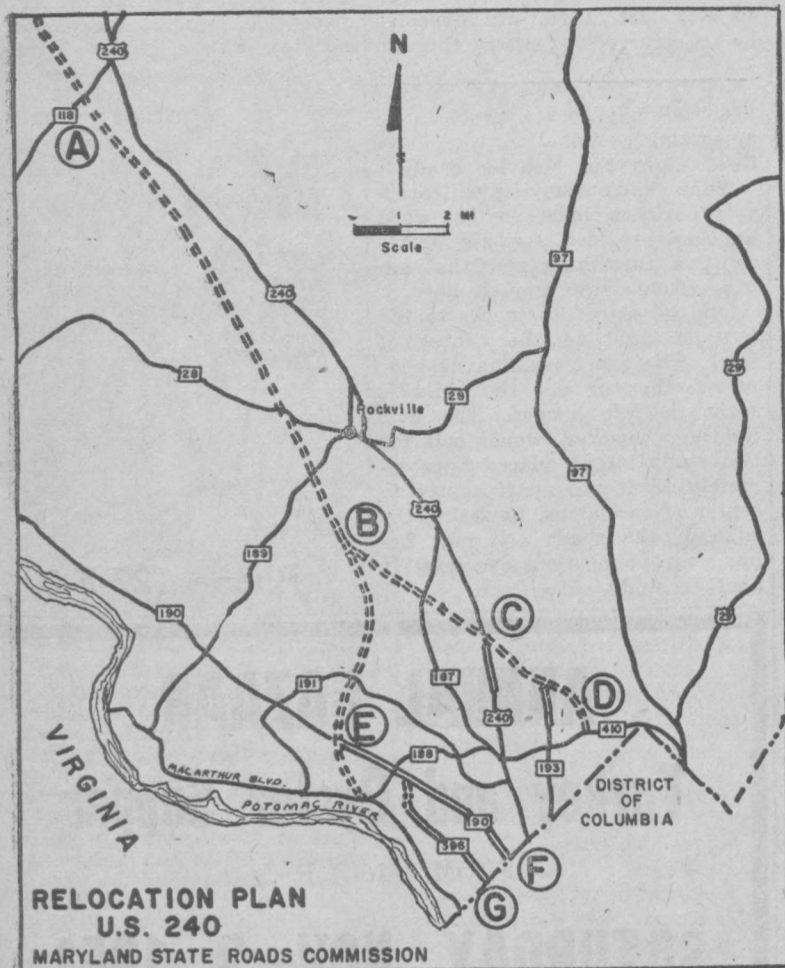 240
118
A
N
1 2 Mi
Scale
97
240
29
28
Rockville
29
97
B
240
189
190
C
29
191
187
240
D
E
188
410
193
VIRGINIA
MACARTHUR BLVD.
POTOMAC RIVER
DISTRICT
OF
COLUMBIA
190
396
F
G
RELOCATION PLAN
U.S. 240
MARYLAND STATE ROADS COMMISSION